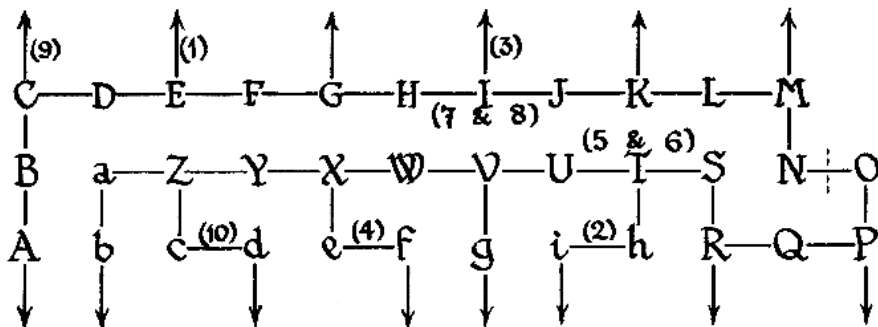 (9) (1) (3)
C D E F G H I J K L M
(7 & 8)
(5 & 6)
B a Z Y X W V U T S N O
(10) (4) (2)
A b c d e f g i h R Q P